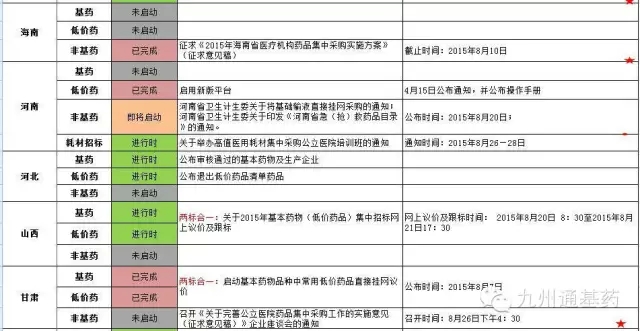 海南
基药
未启动
低价药
未启动
非基药
已完成
征求《2015年海南省医疗机构药品集中采购实施方案》
（征求意见稿）
截止时间：2015年8月10日
河南
基药
未启动
低价药
已完成
启用新版平台
4月15日公布通知，并公布操作手册
非基药
即将启动
河南省卫生计生委关于将基础输液直接挂网采购的通知；
河南省卫生计生委关于印发《河南省急（抢）救药品目录
》的通知。
公布时间：2015年8月20日；
耗材招标
进行时
关于举办高值医用耗材集中采购公立医院培训班的通知
通知时间：2015年8月26－28日
河北
基药
进行时
公布审核通过的基本药物及生产企业
低价药
进行时
公布退出低价药品清单药品
非基药
未启动
山西
基药
进行时
低价药
进行时
两标合一：关于2015年基本药物（低价药品）集中招标网
上议价及跟标
网上议价及跟标时间： 2015年8月20日 8：30至2015年8月
21日17：30
非基药
未启动
甘肃
基药
已完成
低价药
已完成
两标合一：启动基本药物品种中常用低价药品直接挂网议
价
公布时间：2015年8月7日
非基药
未启动
召开《关于完善公立医院药品集中采购工作的实施意见
（征求意见稿）》企业座谈会的通知
召开时间：8月26日下午4：30
九州通基药